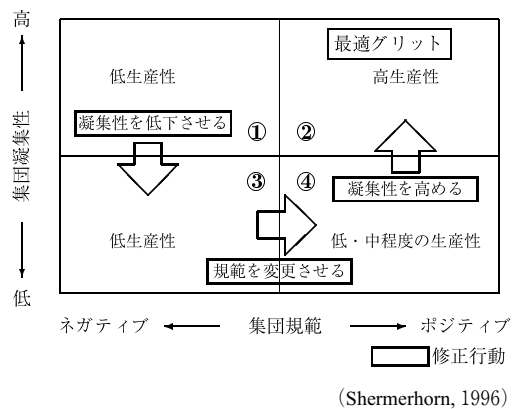 高
最適グリット
低生産性
高生産性
凝集性を低下させる
① ②
集団凝集性
③ ④
凝集性を高める
低生産性
低・中程度の生産性
規範を変更させる
低
ネガティブ 集団規範 ポジティブ
修正行動
(Shermerhorn, 1996)